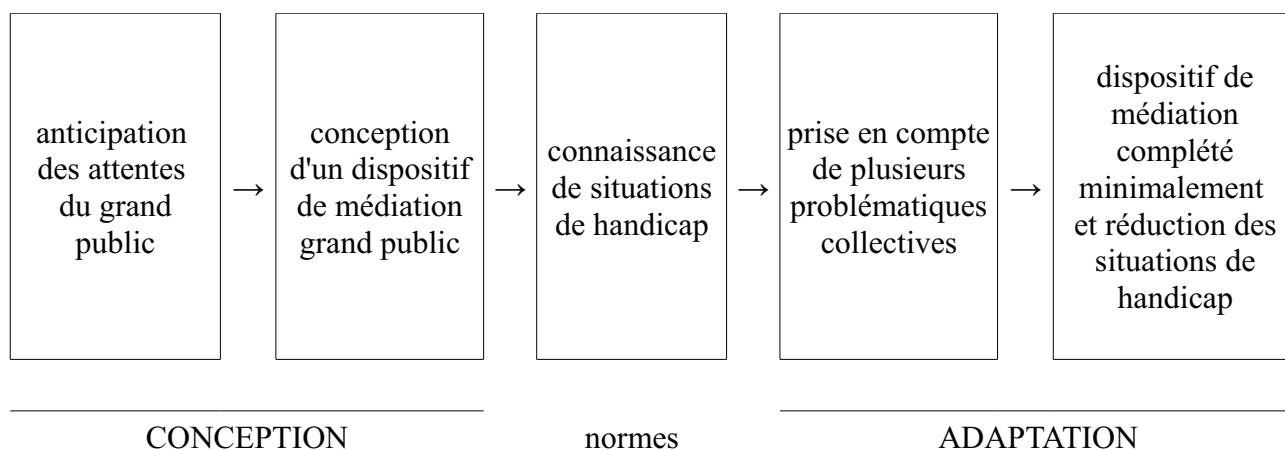 anticipation
des attentes
du grand
public
→
conception
d'un dispositif
de médiation
grand public
→
connaissance
de situations
de handicap
→
prise en compte
de plusieurs
problématiques
collectives
→
dispositif de
médiation
complété
minimalement
et réduction des
situations de
handicap
CONCEPTION
normes
ADAPTATION